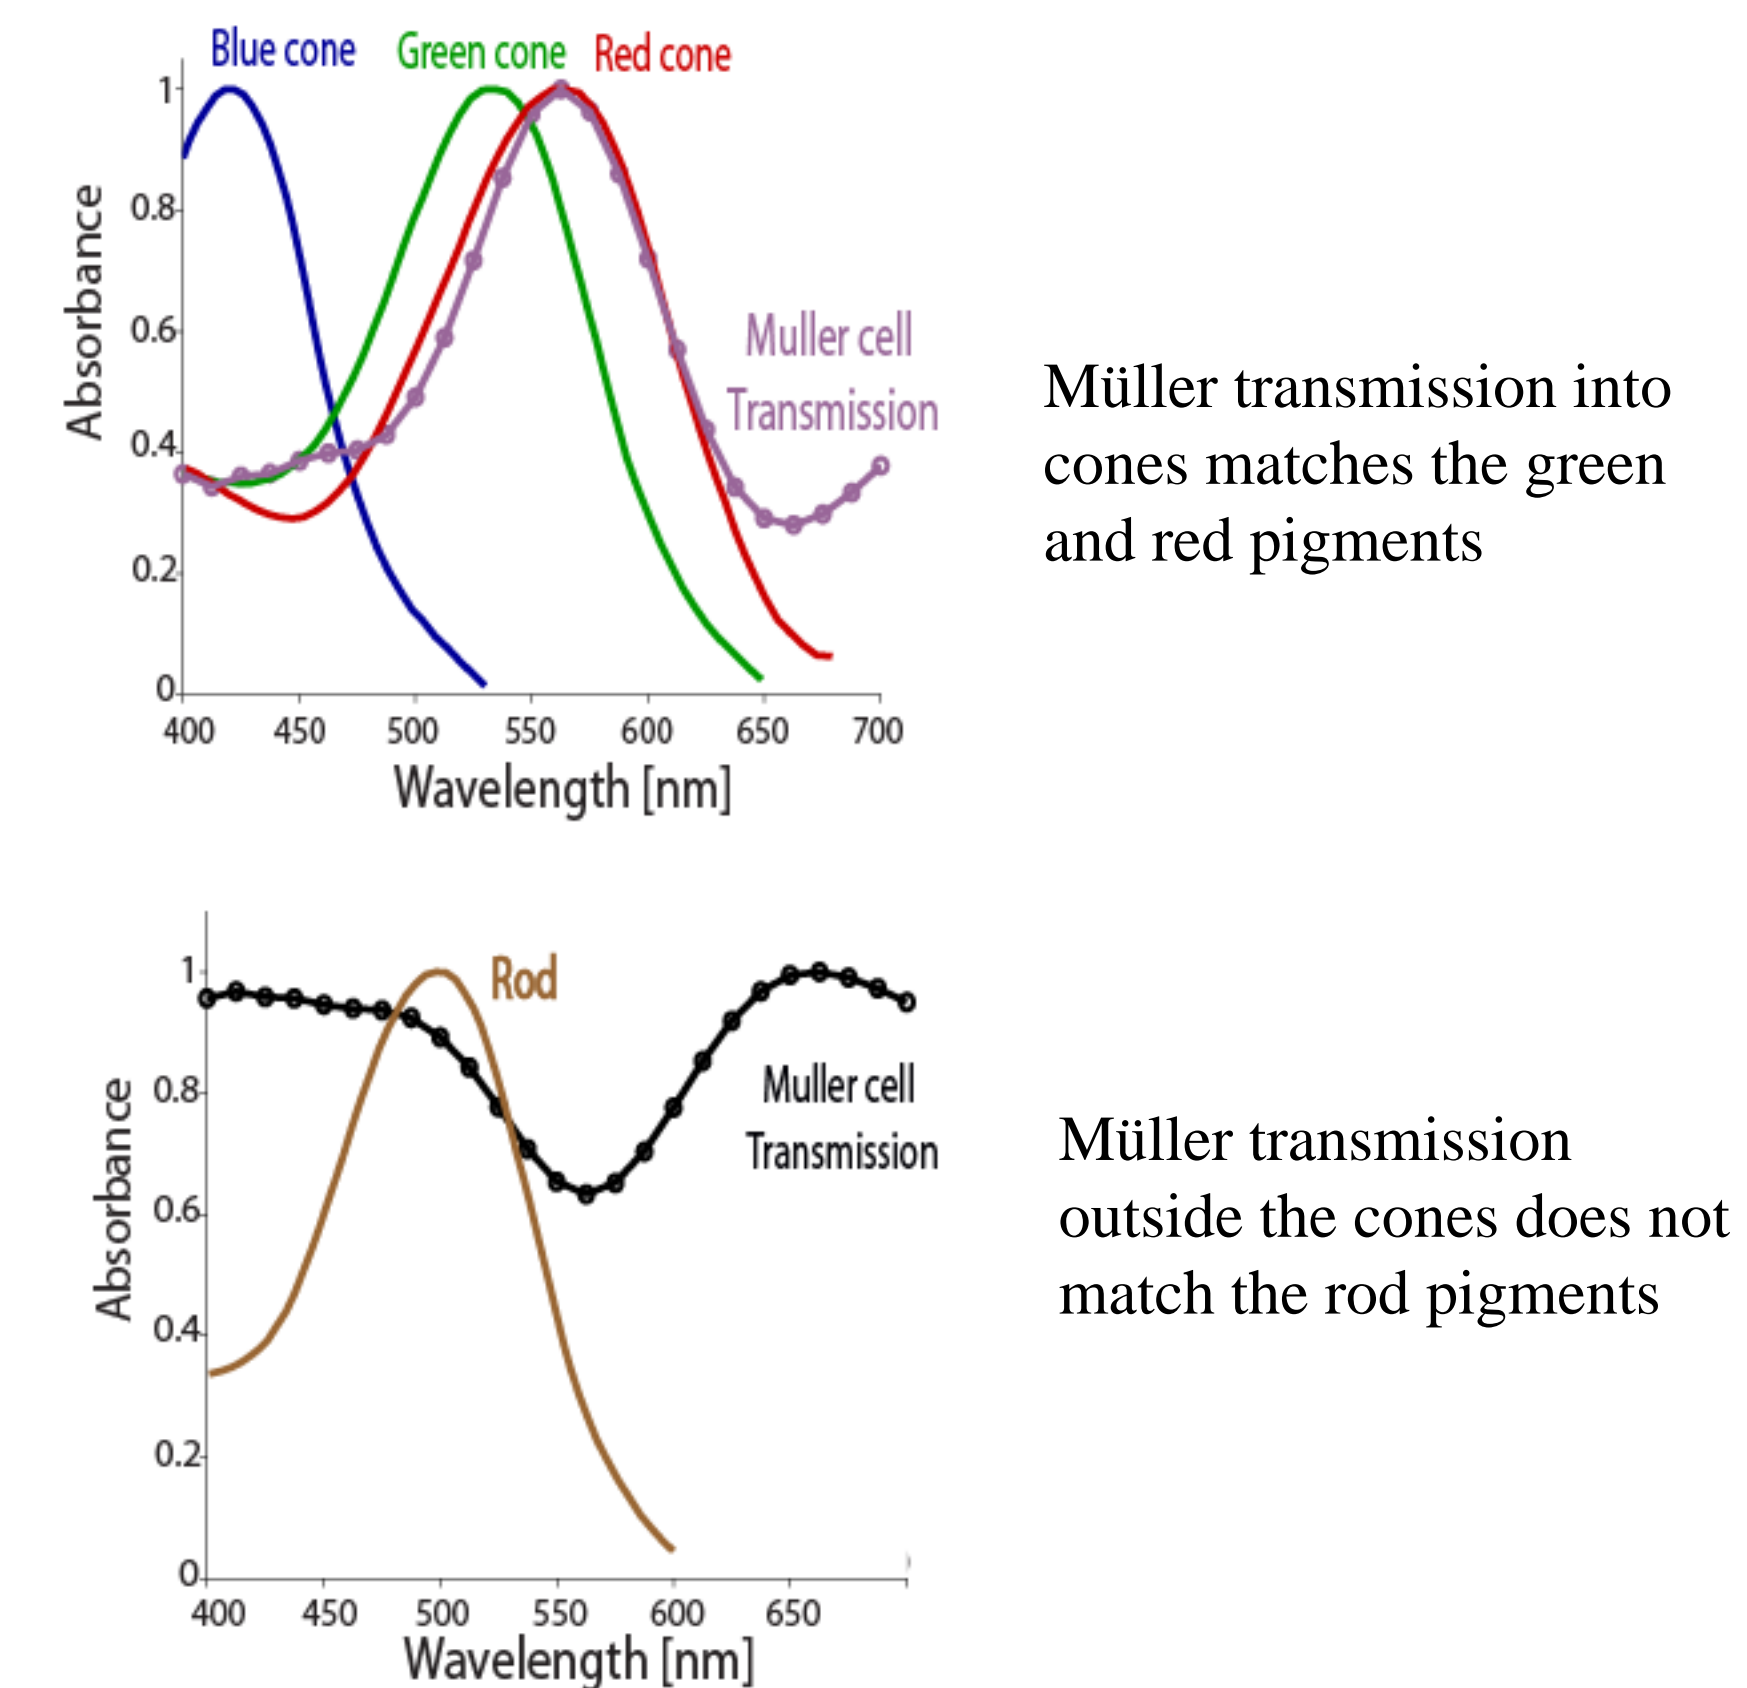 Blue cone Green cone Red cone
1
0.8
0.6
0.4
0.2
0
Absorbance
Muller cell
Transmission
400 450 500 550 600 650 700
Wavelength [nm]
Müller transmission into
cones matches the green
and red pigments
Rod
1
0.8
0.6
0.4
0.2
0
Absorbance
Muller cell
Transmission
400 450 500 550 600 650
Wavelength [nm]
Müller transmission
outside the cones does not
match the rod pigments